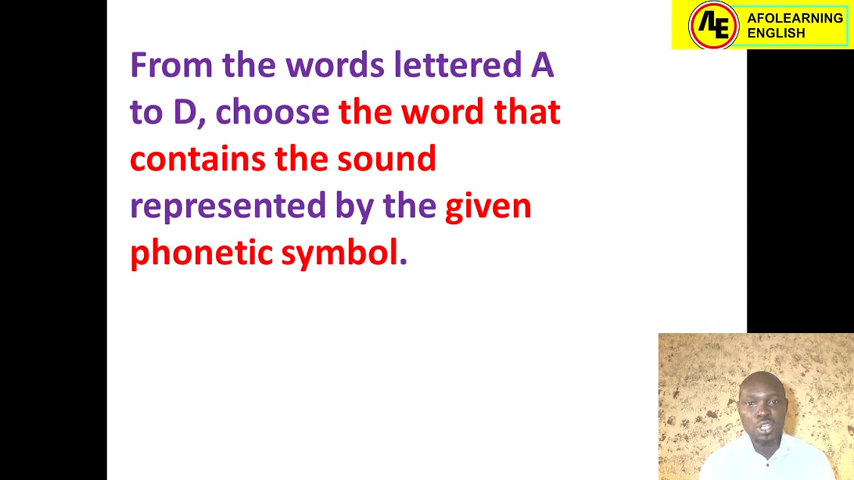 AFOLEARNING
ENGLISH
From the words lettered A
to D, choose the word that
contains the sound
represented by the given
phonetic symbol.